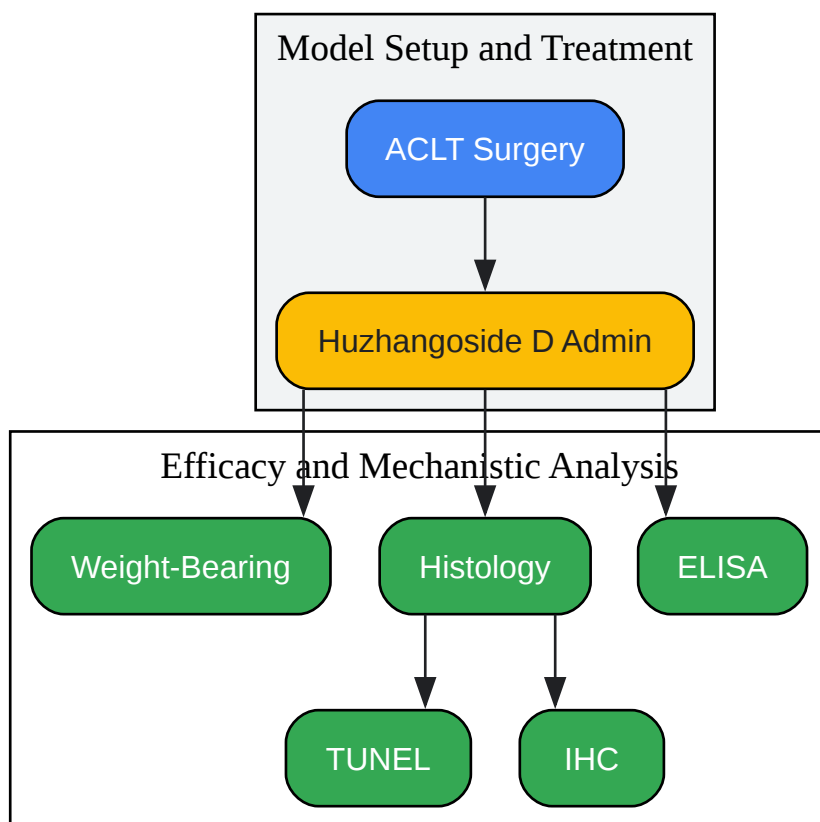 Model Setup and Treatment
ACLT Surgery
Huzhangoside D Admin
Efficacy and Mechanistic Analysis
Weight-Bearing
Histology
ELISA
TUNEL
IHC